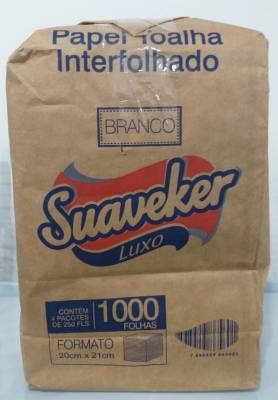 Papel Toalha
Interfolhado
BRANCO
Suaveker
Luxo
CONTÉM
4 PACOTES
DE 250 FLS
1000
FOLHAS
FORMATO
20cm x 21cm